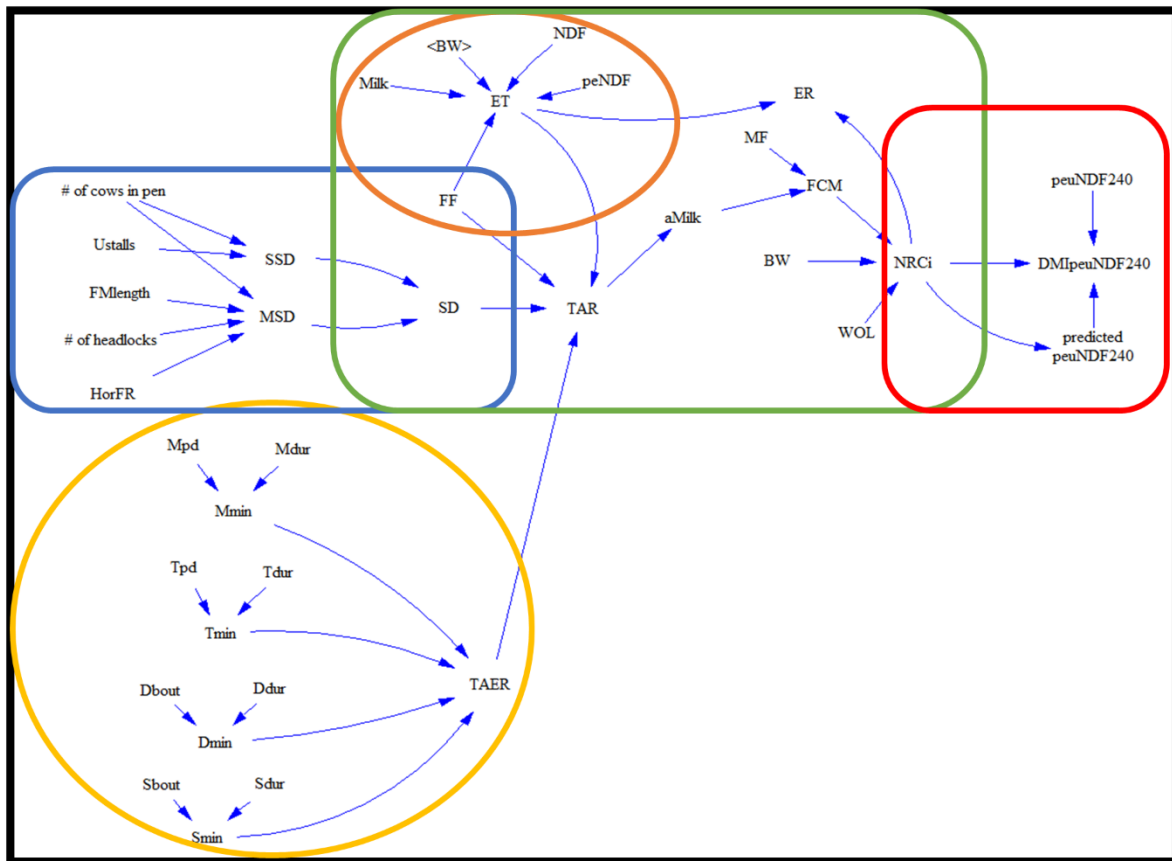 <BW>
NDF
Milk
peNDF
ET
ER
MF
# of cows in pen
FF
FCM
peuNDF240
aMilk
Ustalls
SSD
BW
NRCi
DMIpeuNDF240
FMlength
MSD
SD
TAR
# of headlocks
WOL
predicted
peuNDF240
HorFR
Mpd
Mdur
Mmin
Tpd
Tdur
Tmin
TAER
Dbout
Ddur
Dmin
Sbout
Sdur
Smin